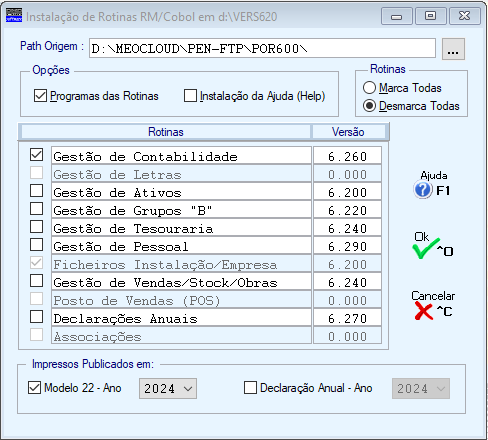 Instalação de Rotinas RM/Cobol em d:\VERS620
Path Origem : D:\MEOCLOUD\PEN-FTP\POR600\ ...
Opções
Programas das Rotinas Instalação da Ajuda (Help)
Rotinas
Marca Todas
Desmarca Todas
Rotinas Versão
Gestão de Contabilidade 6.260
Gestão de Letras 0.000
Gestão de Ativos 6.200
Gestão de Grupos "B" 6.220
Gestão de Tesouraria 6.240
Gestão de Pessoal 6.290
Ficheiros Instalação/Empresa 6.200
Gestão de Vendas/Stock/Obras 6.240
Posto de Vendas (POS) 0.000
Declarações Anuais 6.270
Associações 0.000
Ajuda
F1
Ok
^O
Cancelar
^C
Impressos Publicados em:
Modelo 22 - Ano 2024 Declaração Anual - Ano 2024